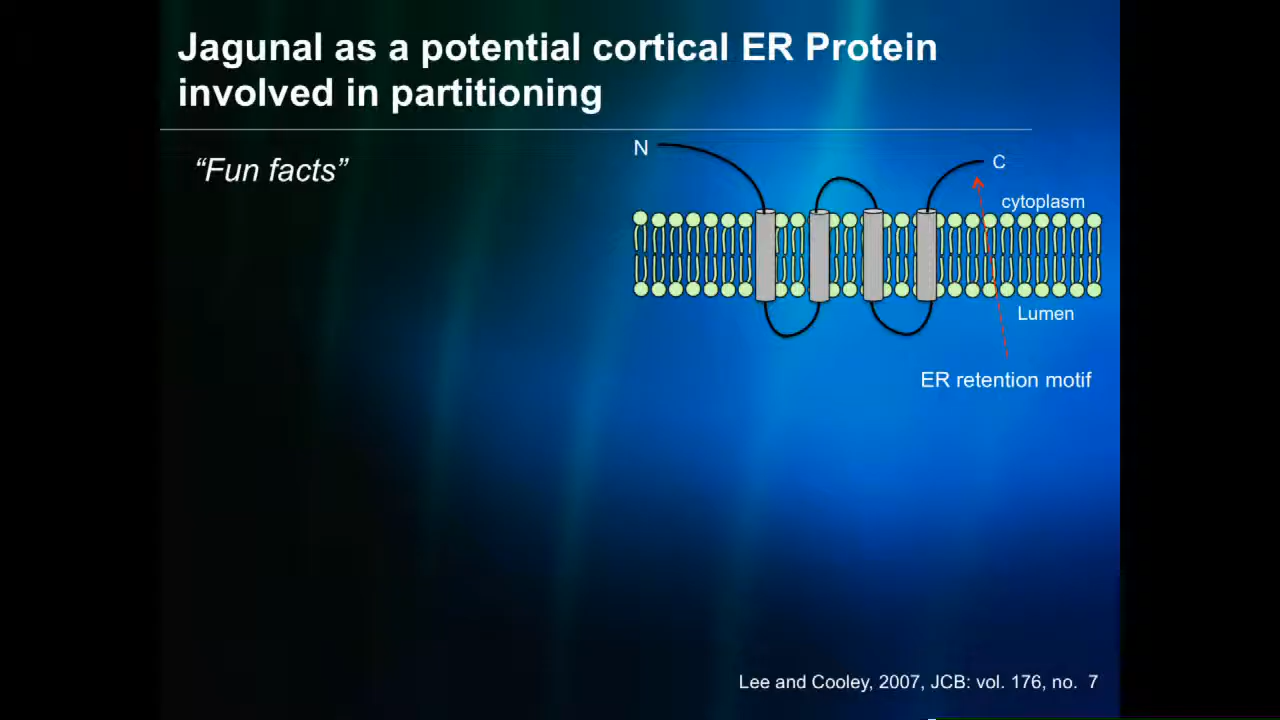 Jagunal as a potential cortical ER Protein
involved in partitioning
“Fun facts”
N
C
cytoplasm
Lumen
ER retention motif
Lee and Cooley, 2007, JCB: vol. 176, no. 7